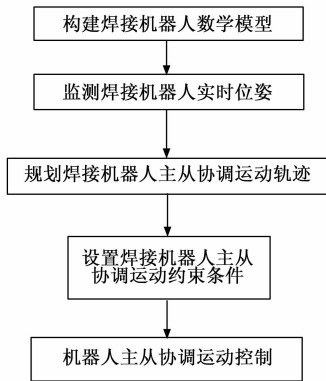 构建焊接机器人数学模型
监测焊接机器人实时位姿
规划焊接机器人主从协调运动轨迹
设置焊接机器人主从
协调运动约束条件
机器人主从协调运动控制